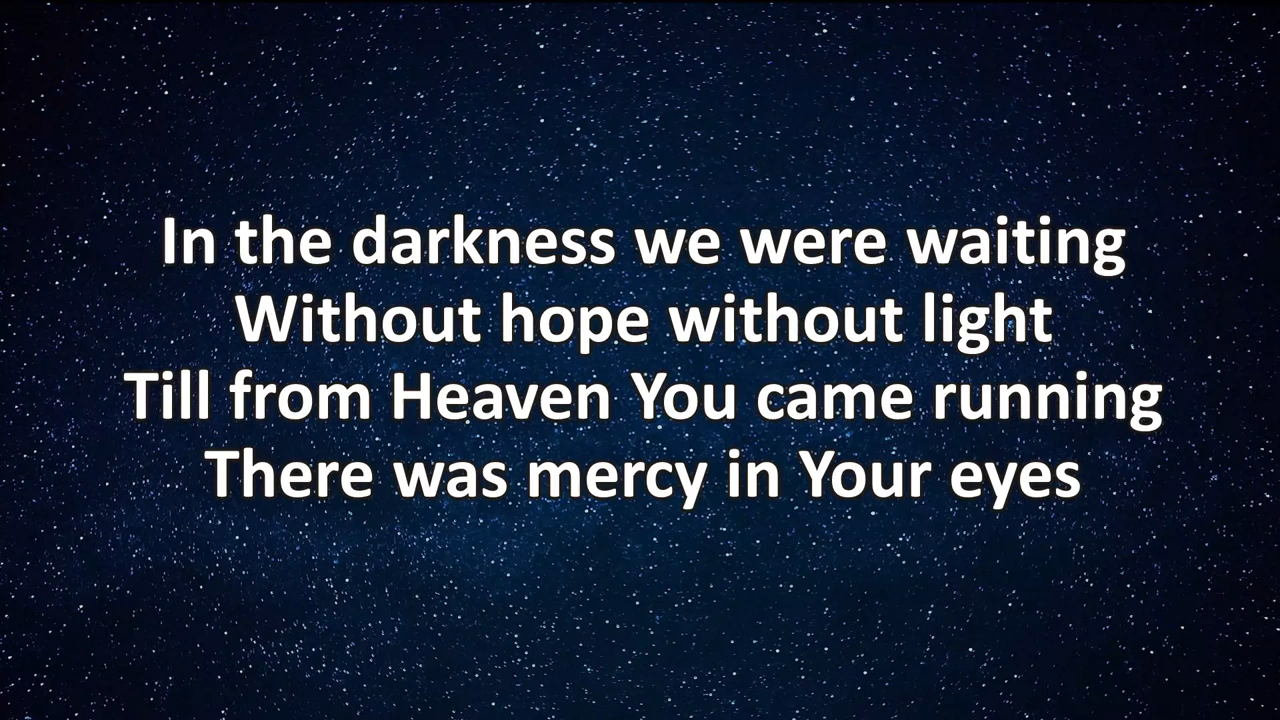 In the darkness we were waiting
Without hope without light
Till from Heaven You came running
There was mercy in Your eyes